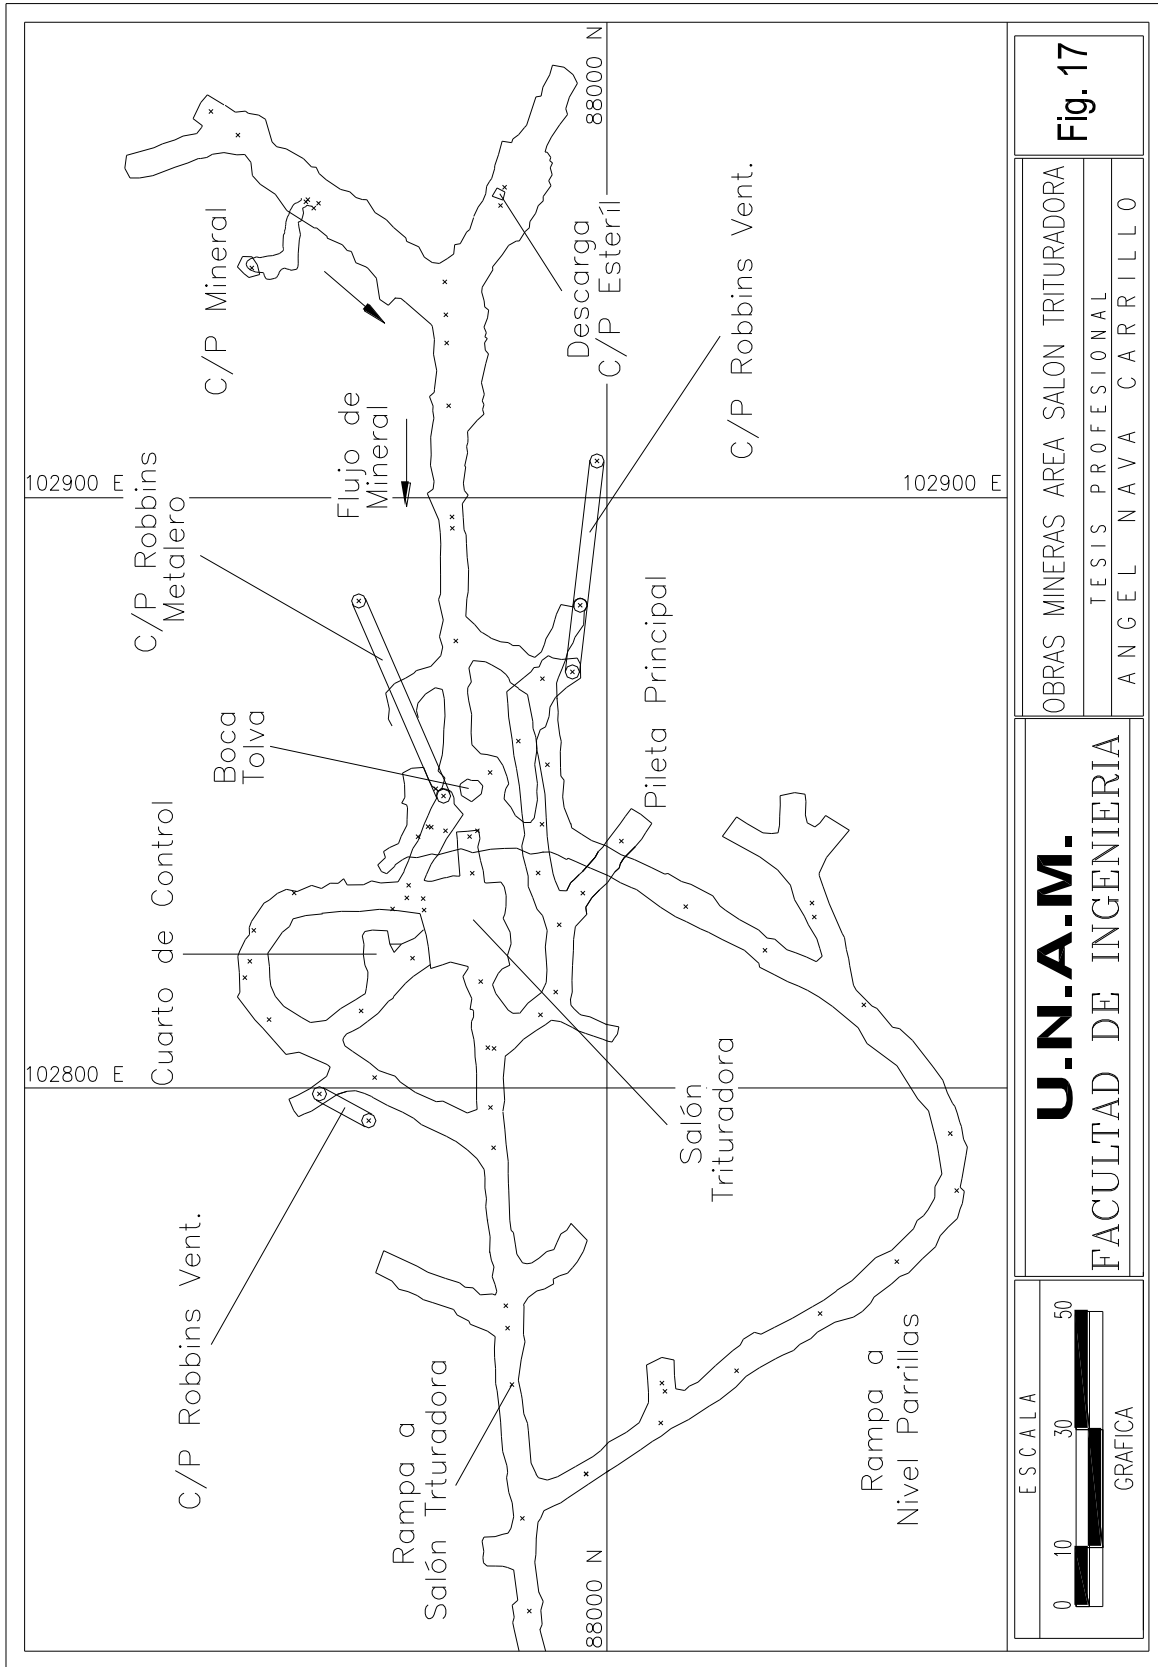 88000 N
C/P Mineral
Descarga
C/P Esteríl
C/P Robbins Vent.
Flujo de
Mineral
C/P Robbins
Metalero
102900 E
102900 E
Boca
Tolva
Pileta Principal
Cuarto de Control
102800 E
Salón
Trituradora
C/P Robbins Vent.
Rampa a
Salón Trturadora
Rampa a
Nivel Parrillas
88000 N
ESCALA
0 10 30 50
GRAFICA
U.N.A.M.
FACULTAD DE INGENIERIA
OBRAS MINERAS AREA SALON TRITURADORA
TESIS PROFESIONAL
ANGEL NAVA CARRILLO
Fig. 17